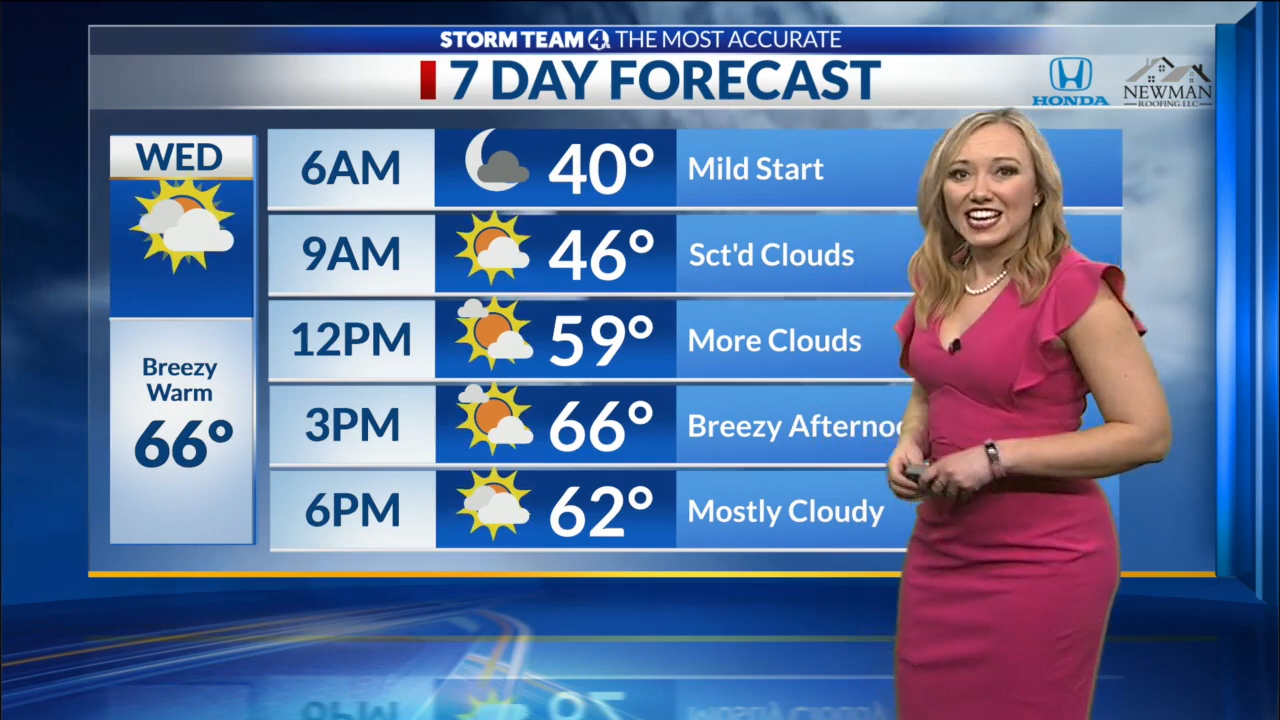 STORM TEAM 4 THE MOST ACCURATE
7 DAY FORECAST
HONDA
NEWMAN
ROOFING LLC
WED
Breezy
Warm
66°
6AM 40° Mild Start
9AM 46° Sct'd Clouds
12PM 59° More Clouds
3PM 66° Breezy Afternoo
6PM 62° Mostly Cloudy